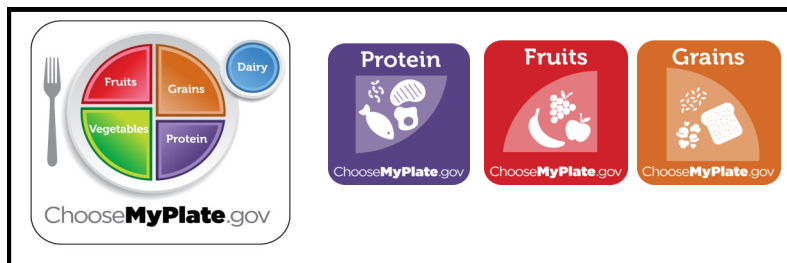 Fruits
Grains
Dairy
Vegetables
Protein
ChooseMyPlate.gov
Protein
ChooseMyPlate.gov
Fruits
ChooseMyPlate.gov
Grains
ChooseMyPlate.gov